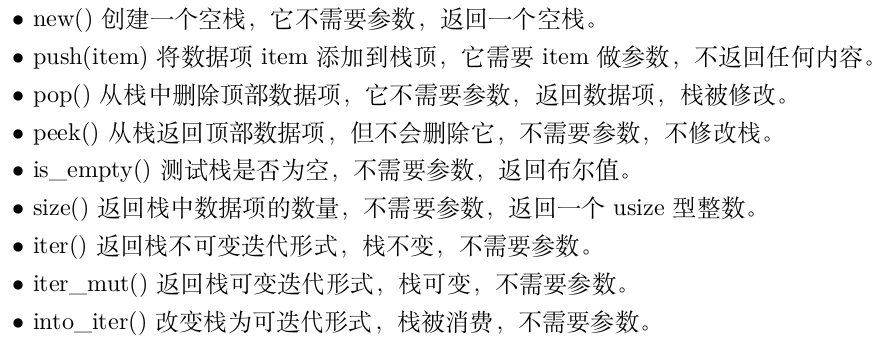 • new() 创建一个空栈，它不需要参数，返回一个空栈。
• push(item) 将数据项 item 添加到栈顶，它需要 item 做参数，不返回任何内容。
• pop() 从栈中删除顶部数据项，它不需要参数，返回数据项，栈被修改。
• peek() 从栈返回顶部数据项，但不会删除它，不需要参数，不修改栈。
• is_empty() 测试栈是否为空，不需要参数，返回布尔值。
• size() 返回栈中数据项的数量，不需要参数，返回一个 usize 型整数。
• iter() 返回栈不可变迭代形式，栈不变，不需要参数。
• iter_mut() 返回栈可变迭代形式，栈可变，不需要参数。
• into_iter() 改变栈为可迭代形式，栈被消费，不需要参数。